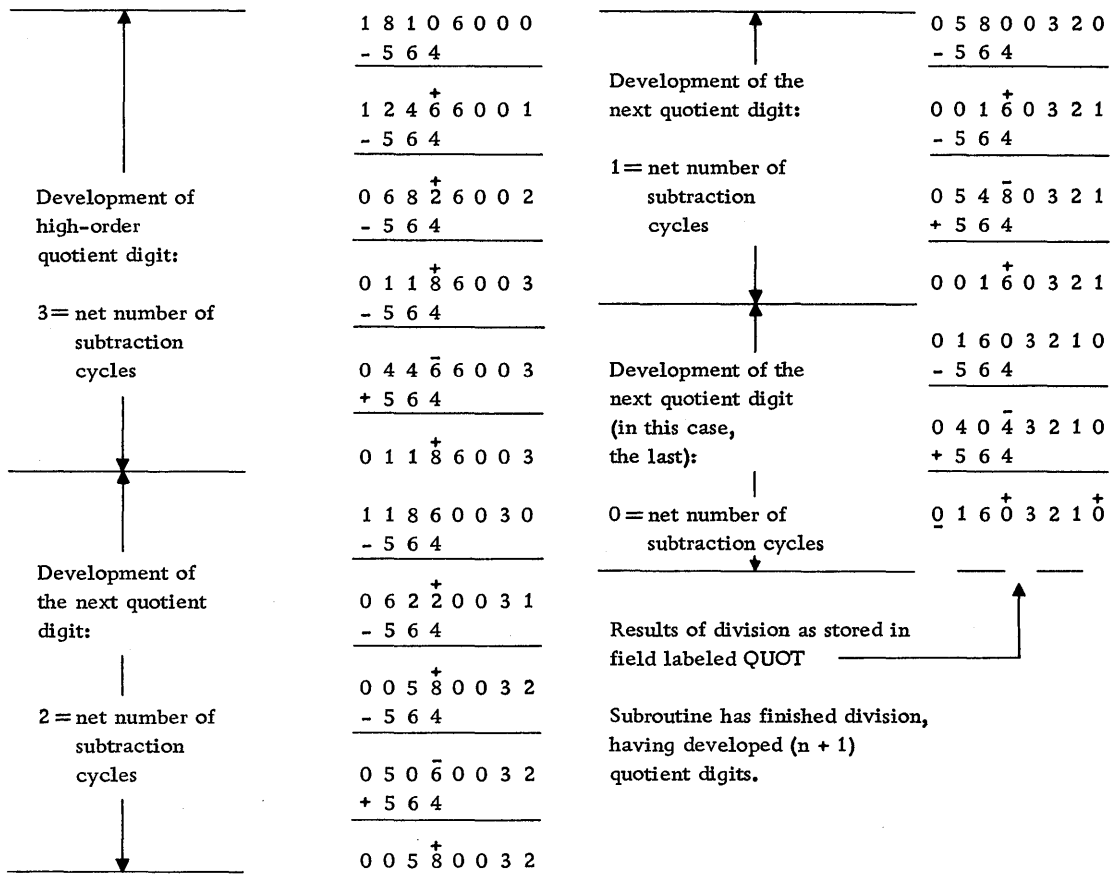 Development of
high-order
quotient digit:
3 = net number of
subtraction
cycles
Development of
the next quotient
digit:
2 = net number of
subtraction
cycles
1 8 1 0 6 0 0 0
- 5 6 4
+
1 2 4 6 6 0 0 1
- 5 6 4
+
0 6 8 2 6 0 0 2
- 5 6 4
+
0 1 1 8 6 0 0 3
- 5 6 4
-
0 4 4 6 6 0 0 3
+ 5 6 4
+
0 1 1 8 6 0 0 3
1 1 8 6 0 0 3 0
- 5 6 4
+
0 6 2 2 0 0 3 1
- 5 6 4
+
0 0 5 8 0 0 3 2
- 5 6 4
-
0 5 0 6 0 0 3 2
+ 5 6 4
+
0 0 5 8 0 0 3 2
Development of the
next quotient digit:
1 = net number of
subtraction
cycles
Development of the
next quotient digit
(in this case,
the last):
0 = net number of
subtraction cycles
0 5 8 0 0 3 2 0
- 5 6 4
+
0 0 1 6 0 3 2 1
- 5 6 4
-
0 5 4 8 0 3 2 1
+ 5 6 4
+
0 0 1 6 0 3 2 1
0 1 6 0 3 2 1 0
- 5 6 4
-
0 4 0 4 3 2 1 0
+ 5 6 4
+ +
0 1 6 0 3 2 1 0
-
Results of division as stored in
field labeled QUOT
Subroutine has finished division,
having developed (n + 1)
quotient digits.